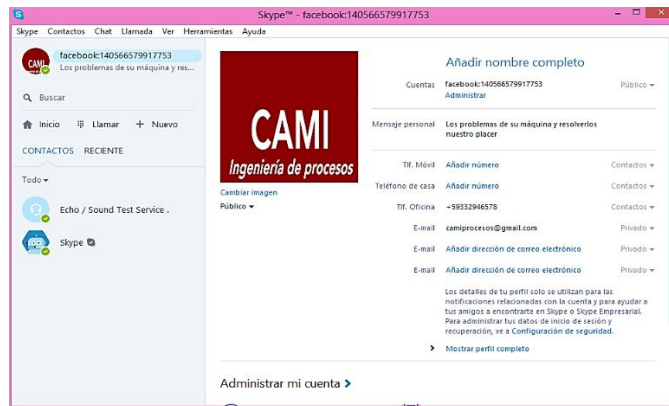 Skype™ - facebook:140566579917753
Skype Contactos Chat Llamada Ver Herramientas Ayuda
CAMI
facebook:140566579917753
Los problemas de su máquina y res...
Buscar
Inicio Llamar + Nuevo
CONTACTOS RECIENTE
Todo
Echo / Sound Test Service .
Skype
CAMI
Ingeniería de procesos
Cambiar imagen
Público
Añadir nombre completo
Cuentas facebook:140566579917753 Público
Administrar
Mensaje personal Los problemas de su máquina y resolverlos
nuestro placer
Tlf. Móvil Añadir número Contactos
Teléfono de casa Añadir número Contactos
Tlf. Oficina +59332946578 Contactos
E-mail camiprocesos@gmail.com Privado
E-mail Añadir dirección de correo electrónico Privado
E-mail Añadir dirección de correo electrónico Privado
Los detalles de tu perfil solo se utilizan para las
notificaciones relacionadas con la cuenta y para ayudar a
tus amigos a encontrarte en Skype o Skype
Empresarial.
Para administrar tus datos de inicio de sesión y
recuperación, ve a Configuración de seguridad.
Mostrar perfil completo
Administrar mi cuenta